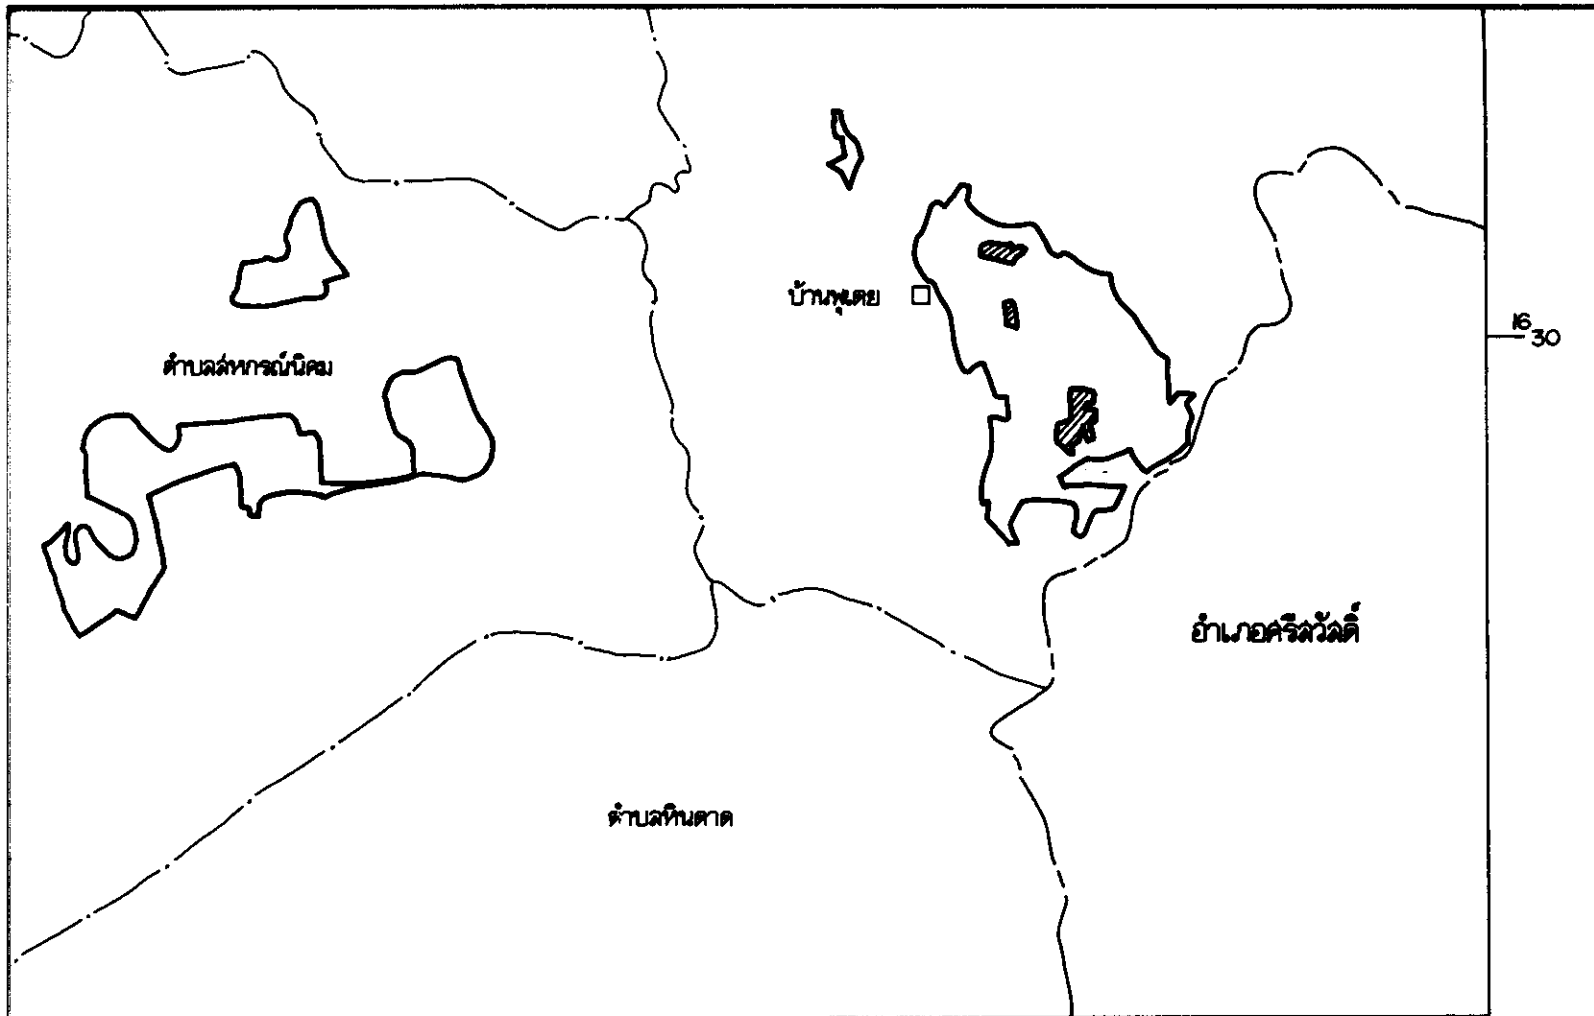 บ้านพุเตย
16
30
ตำบลสหกรณ์นิคม
อำเภอศรีสวัสดิ์
ตำบลหินดาด